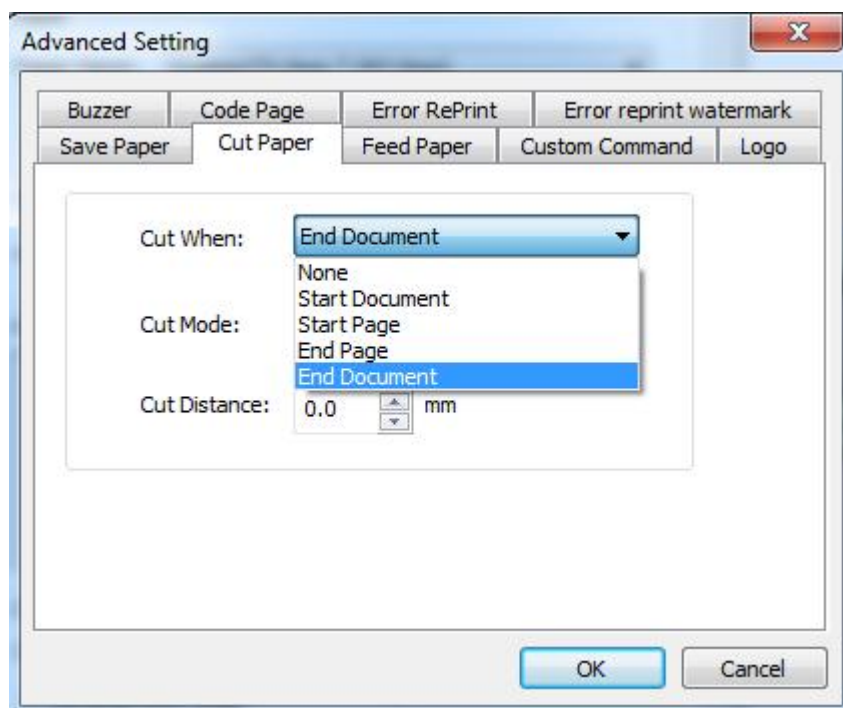 Advanced Setting
Buzzer Code Page Error RePrint Error reprint watermark
Save Paper Cut Paper Feed Paper Custom Command Logo
Cut When: End Document
None
Start Document
Cut Mode: Start Page
End Page
End Document
Cut Distance: 0.0 mm
OK Cancel